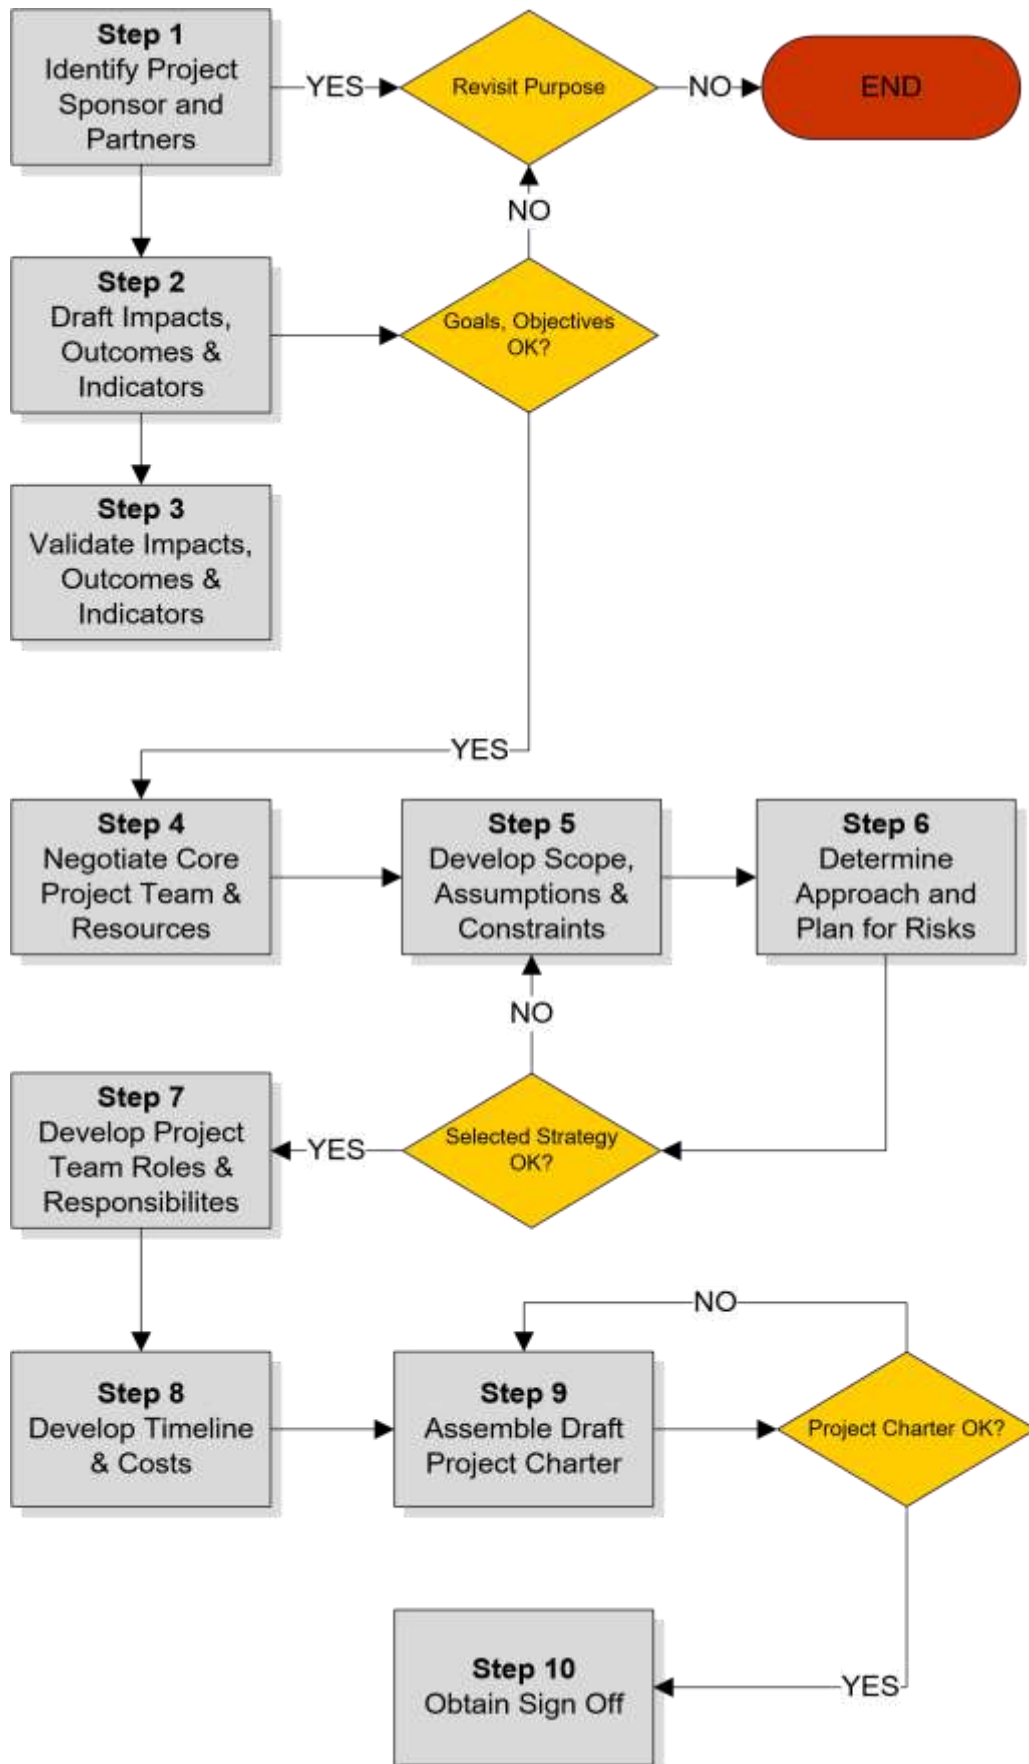 Step 1
Identify Project
Sponsor and
Partners
YES
Revisit Purpose
NO
END
NO
Step 2
Draft Impacts,
Outcomes &
Indicators
Goals, Objectives
OK?
Step 3
Validate Impacts,
Outcomes &
Indicators
YES
Step 4
Negotiate Core
Project Team &
Resources
Step 5
Develop Scope,
Assumptions &
Constraints
Step 6
Determine
Approach and
Plan for Risks
NO
Step 7
Develop Project
Team Roles &
Responsibilites
YES
Selected Strategy
OK?
NO
Step 8
Develop Timeline
& Costs
Step 9
Assemble Draft
Project Charter
Project Charter OK?
Step 10
Obtain Sign Off
YES